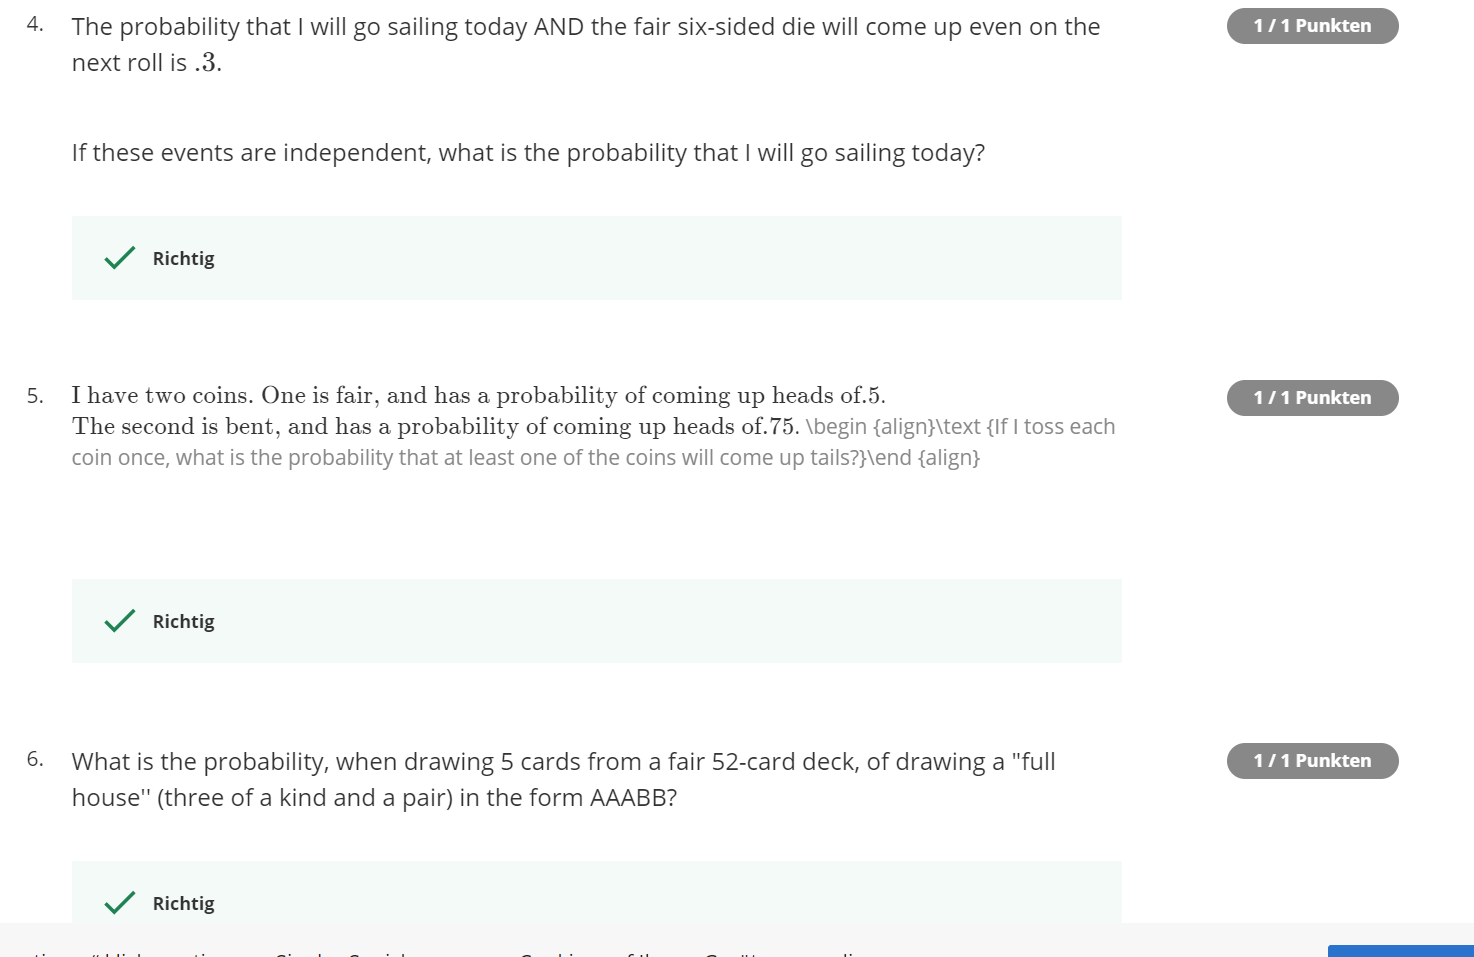 4. The probability that I will go sailing today AND the fair six-sided die will come up even on the
1 / 1 Punkten
next roll is .3.
If these events are independent, what is the probability that I will go sailing today?
Richtig
5. I have two coins. One is fair, and has a probability of coming up heads of.5.
1 / 1 Punkten
The second is bent, and has a probability of coming up heads of.75. \begin {align}\text {If I toss each
coin once, what is the probability that at least one of the coins will come up tails?}\end {align}
Richtig
6. What is the probability, when drawing 5 cards from a fair 52-card deck, of drawing a "full
1 / 1 Punkten
house'' (three of a kind and a pair) in the form AAABB?
Richtig